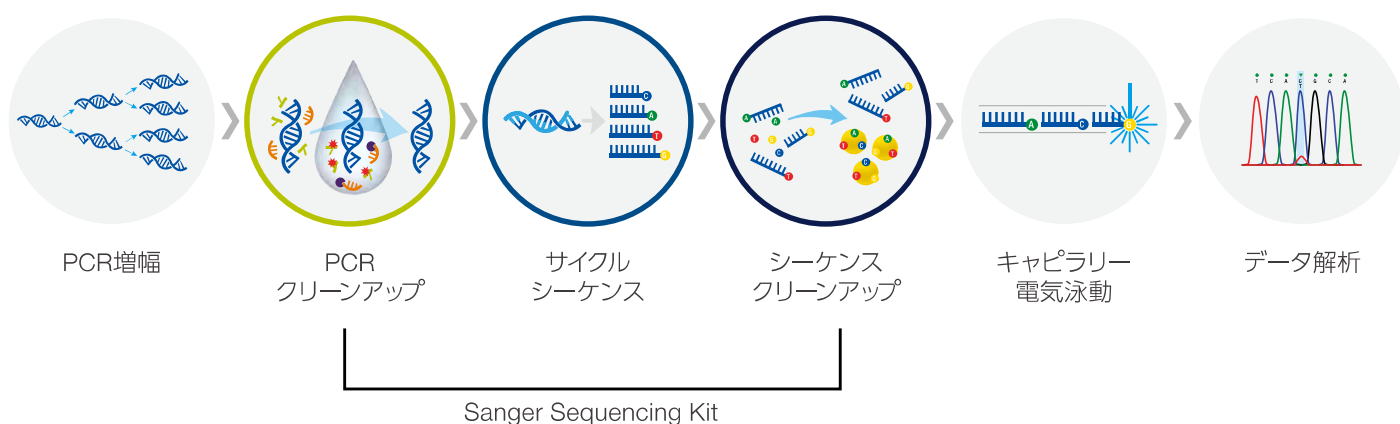 PCR増幅
PCR
クリーンアップ
サイクル
シーケンス
シーケンス
クリーンアップ
キャピラリー
電気泳動
データ解析
Sanger Sequencing Kit
C
A
T
A
A
T
C
T
A
T
A
T
C
C
T
T
A
C
T C A C T G C A